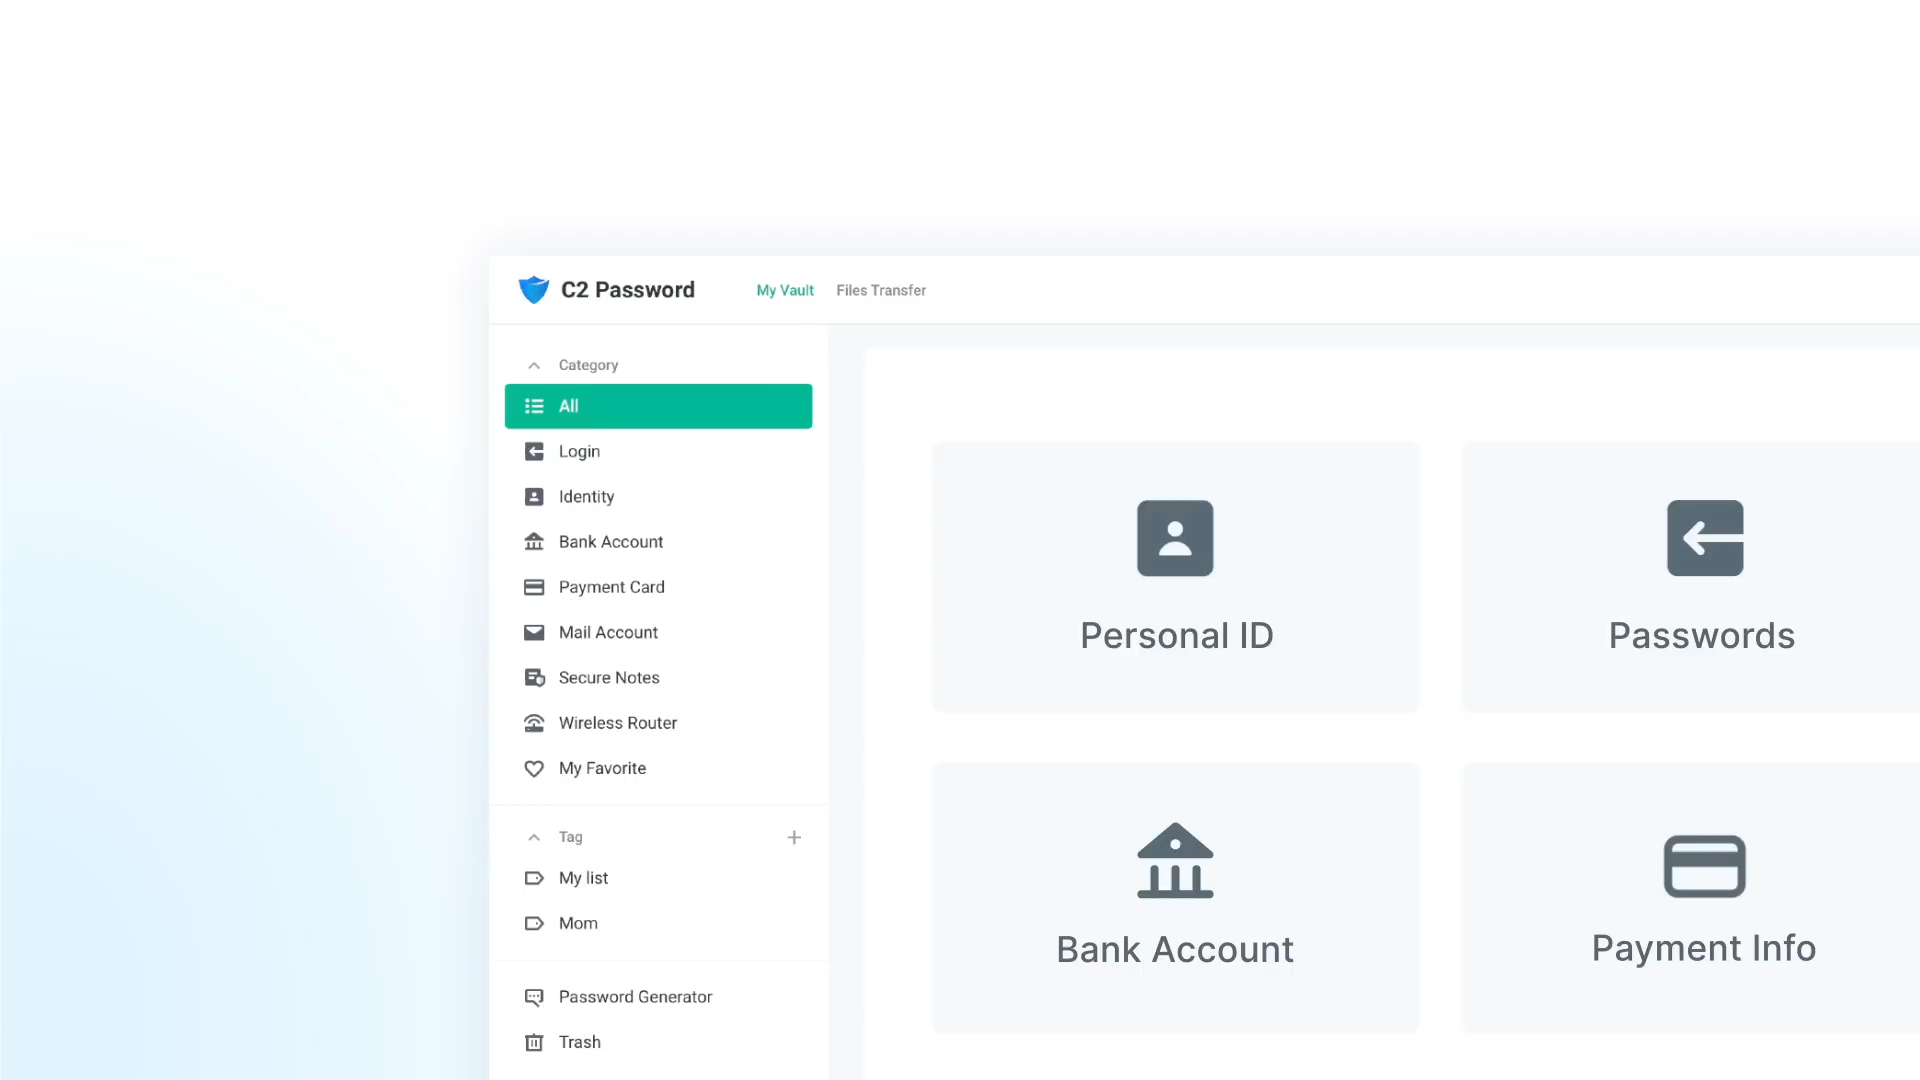 C2 Password
My Vault
Files Transfer
Category
All
Login
Identity
Bank Account
Payment Card
Mail Account
Secure Notes
Wireless Router
My Favorite
Tag
My list
Mom
Password Generator
Trash
Personal ID
Passwords
Bank Account
Payment Info